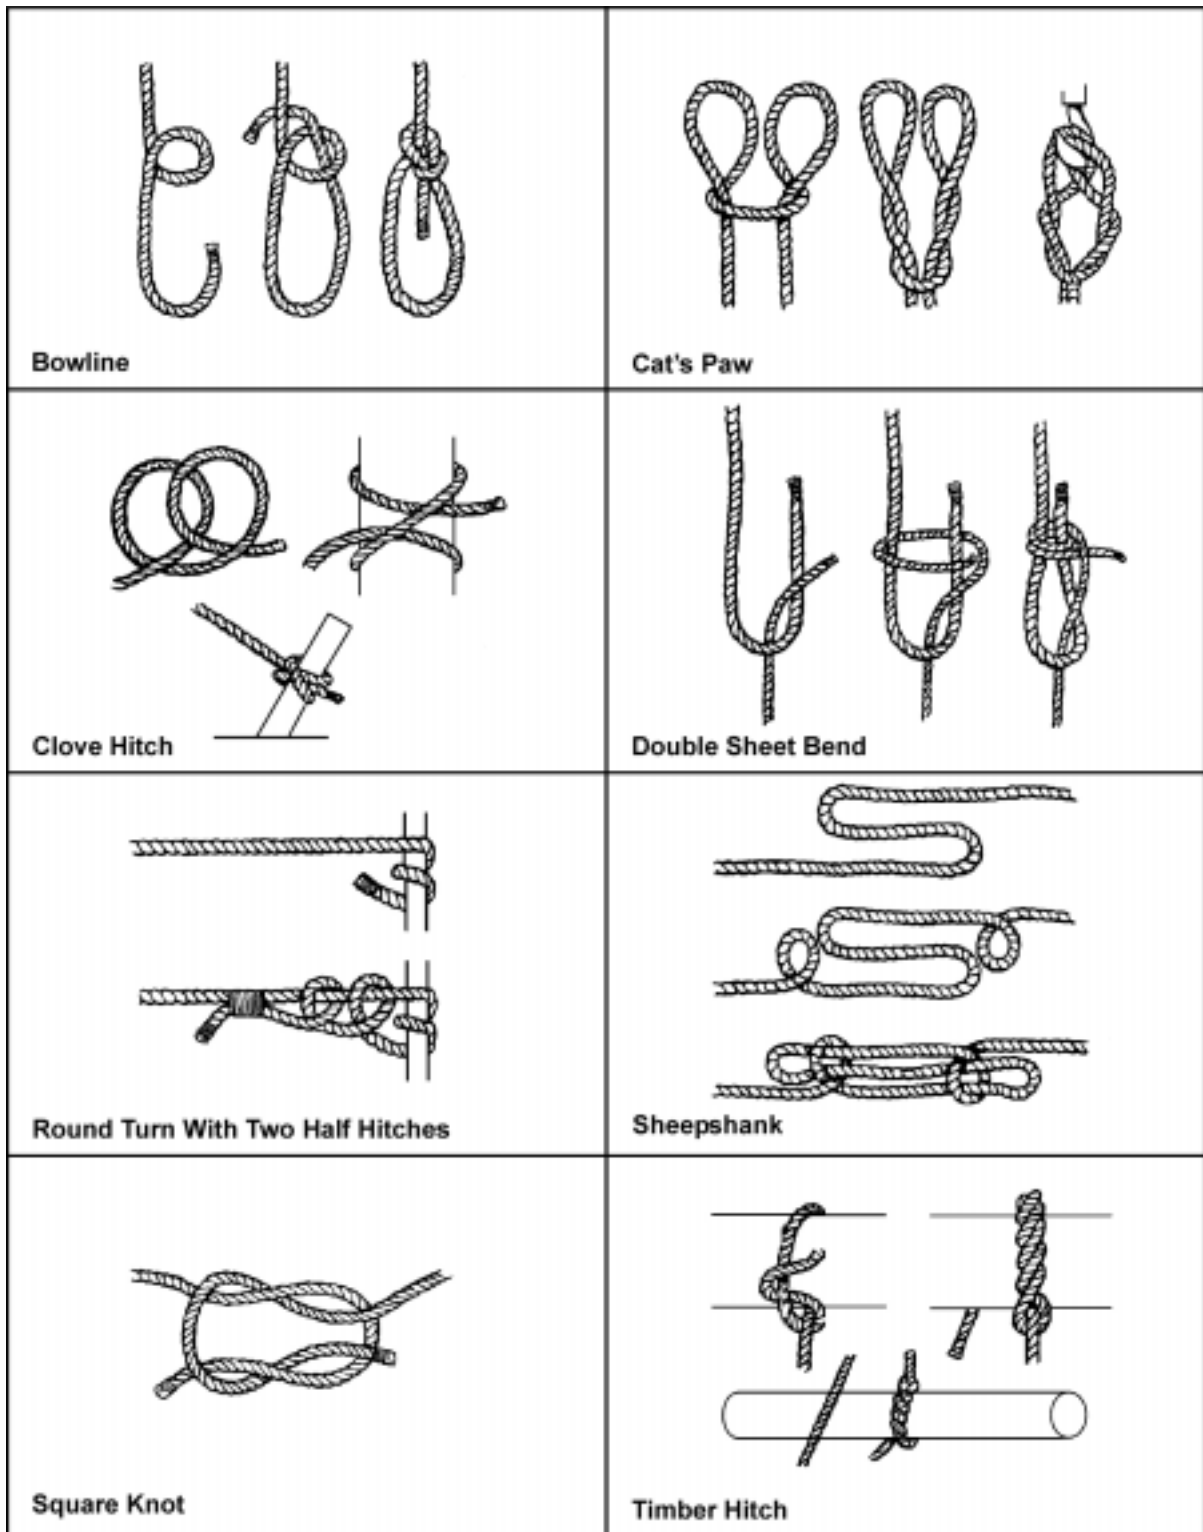 Bowline
Cat's Paw
Clove Hitch
Double Sheet Bend
Round Turn With Two Half Hitches
Sheepshank
Square Knot
Timber Hitch